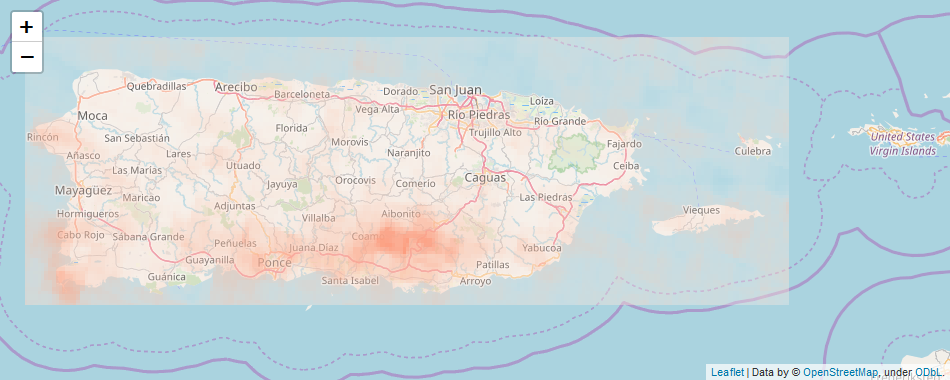 +
−
Quebradillas
Arecibo
Barceloneta
Dorado
San Juan
Loiza
Moca
Vega Alta
Río Piedras
Río Grande
Rincón
San Sebastián
Florida
Trujillo Alto
United States
Virgin Islands
Añasco
Lares
Morovis
Naranjito
Fajardo
Culebra
Las Marías
Utuado
Ceiba
Mayagüez
Jayuya
Orocovis
Comerío
Caguas
Maricao
Las Piedras
Hormigueros
Adjuntas
Villalba
Aibonito
Vieques
Cabo Rojo
Sábana Grande
Peñuelas
Juana Díaz
Coam
Yabucoa
Guayanilla
Ponce
Patillas
Guánica
Santa Isabel
Arroyo
Leaflet | Data by © OpenStreetMap, under ODbL.